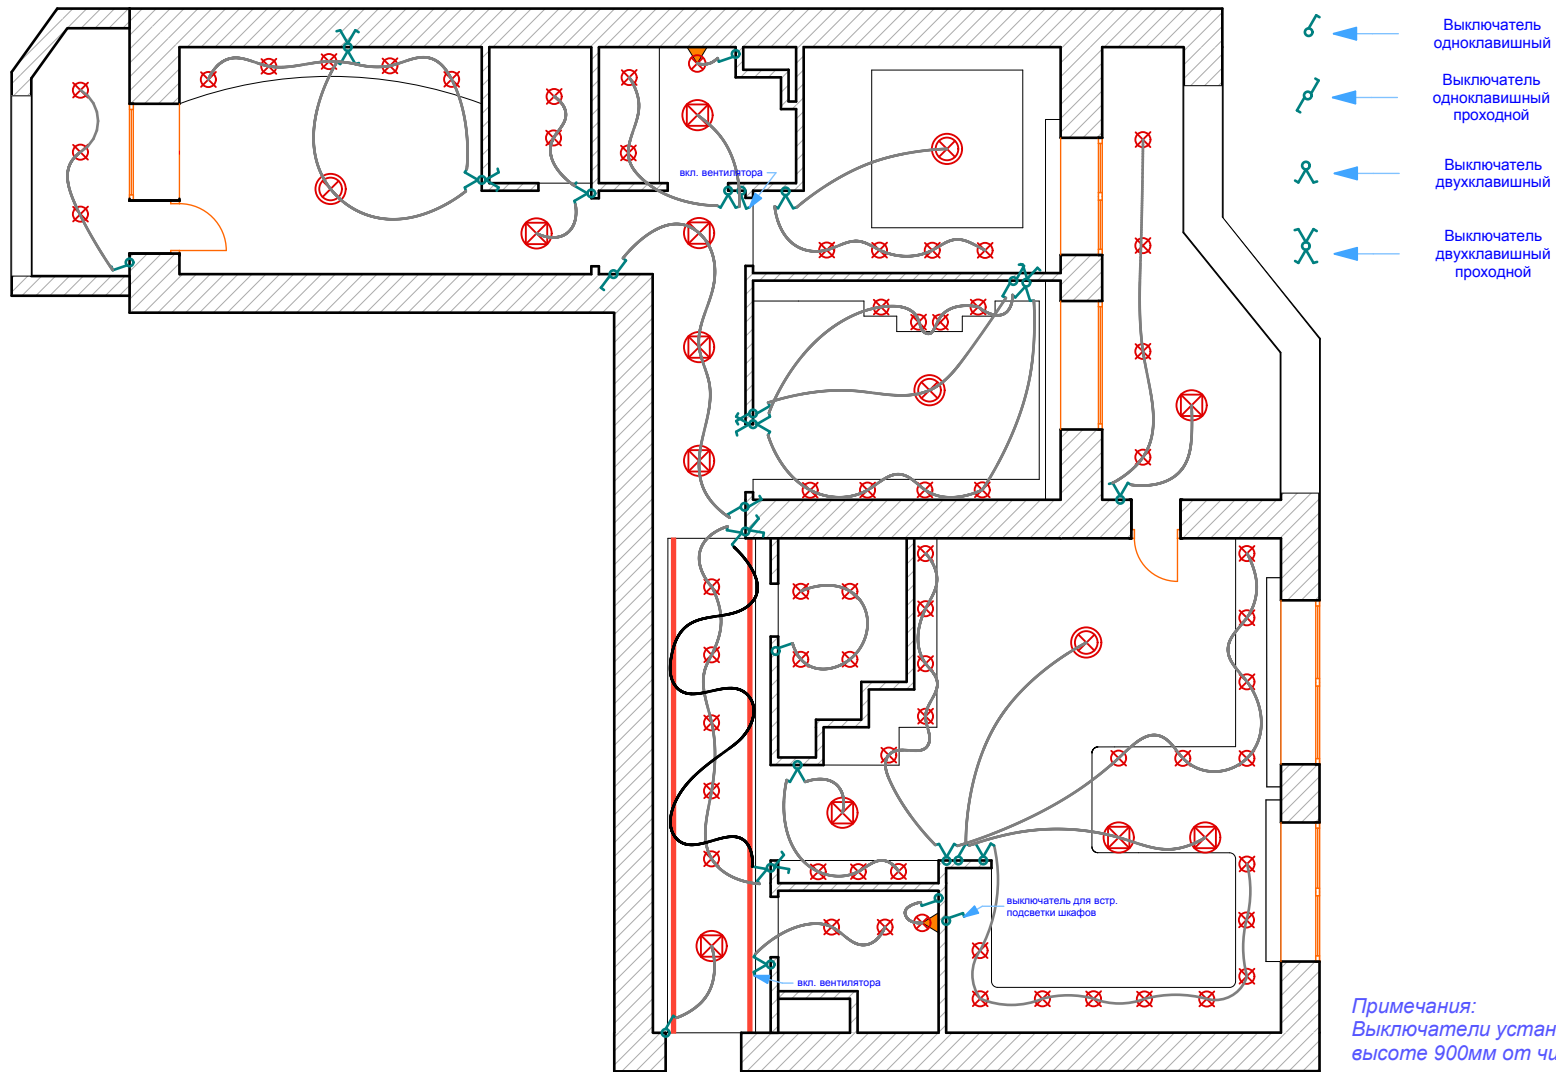 Выключатель
одноклавишный
Выключатель
одноклавишный
проходной
Выключатель
двухклавишный
Выключатель
двухклавишный
проходной
вкл. вентилятора
выключатель для встр.
подсветки шкафов
вкл. вентилятора
Примечания:
Выключатели устан
высоте 900мм от чи